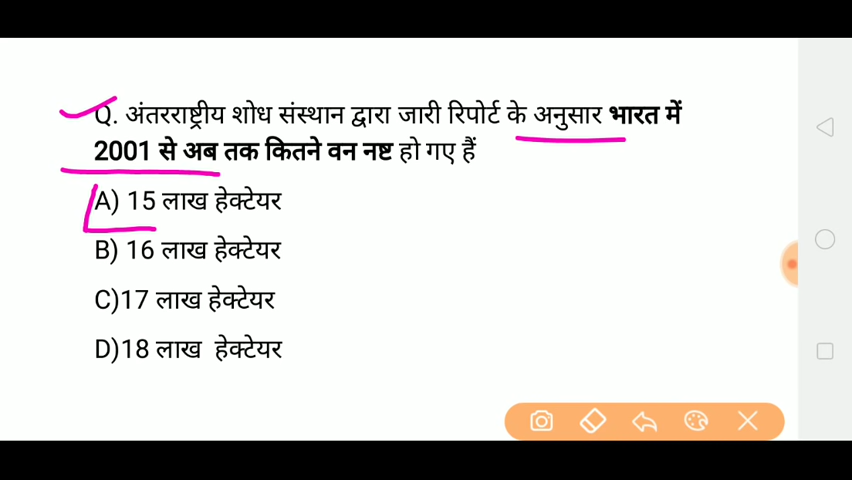 Q. अंतरराष्ट्रीय शोध संस्थान द्वारा जारी रिपोर्ट के अनुसार भारत में
2001 से अब तक कितने वन नष्ट हो गए हैं
A) 15 लाख हेक्टेयर
B) 16 लाख हेक्टेयर
C)17 लाख हेक्टेयर
D)18 लाख हेक्टेयर